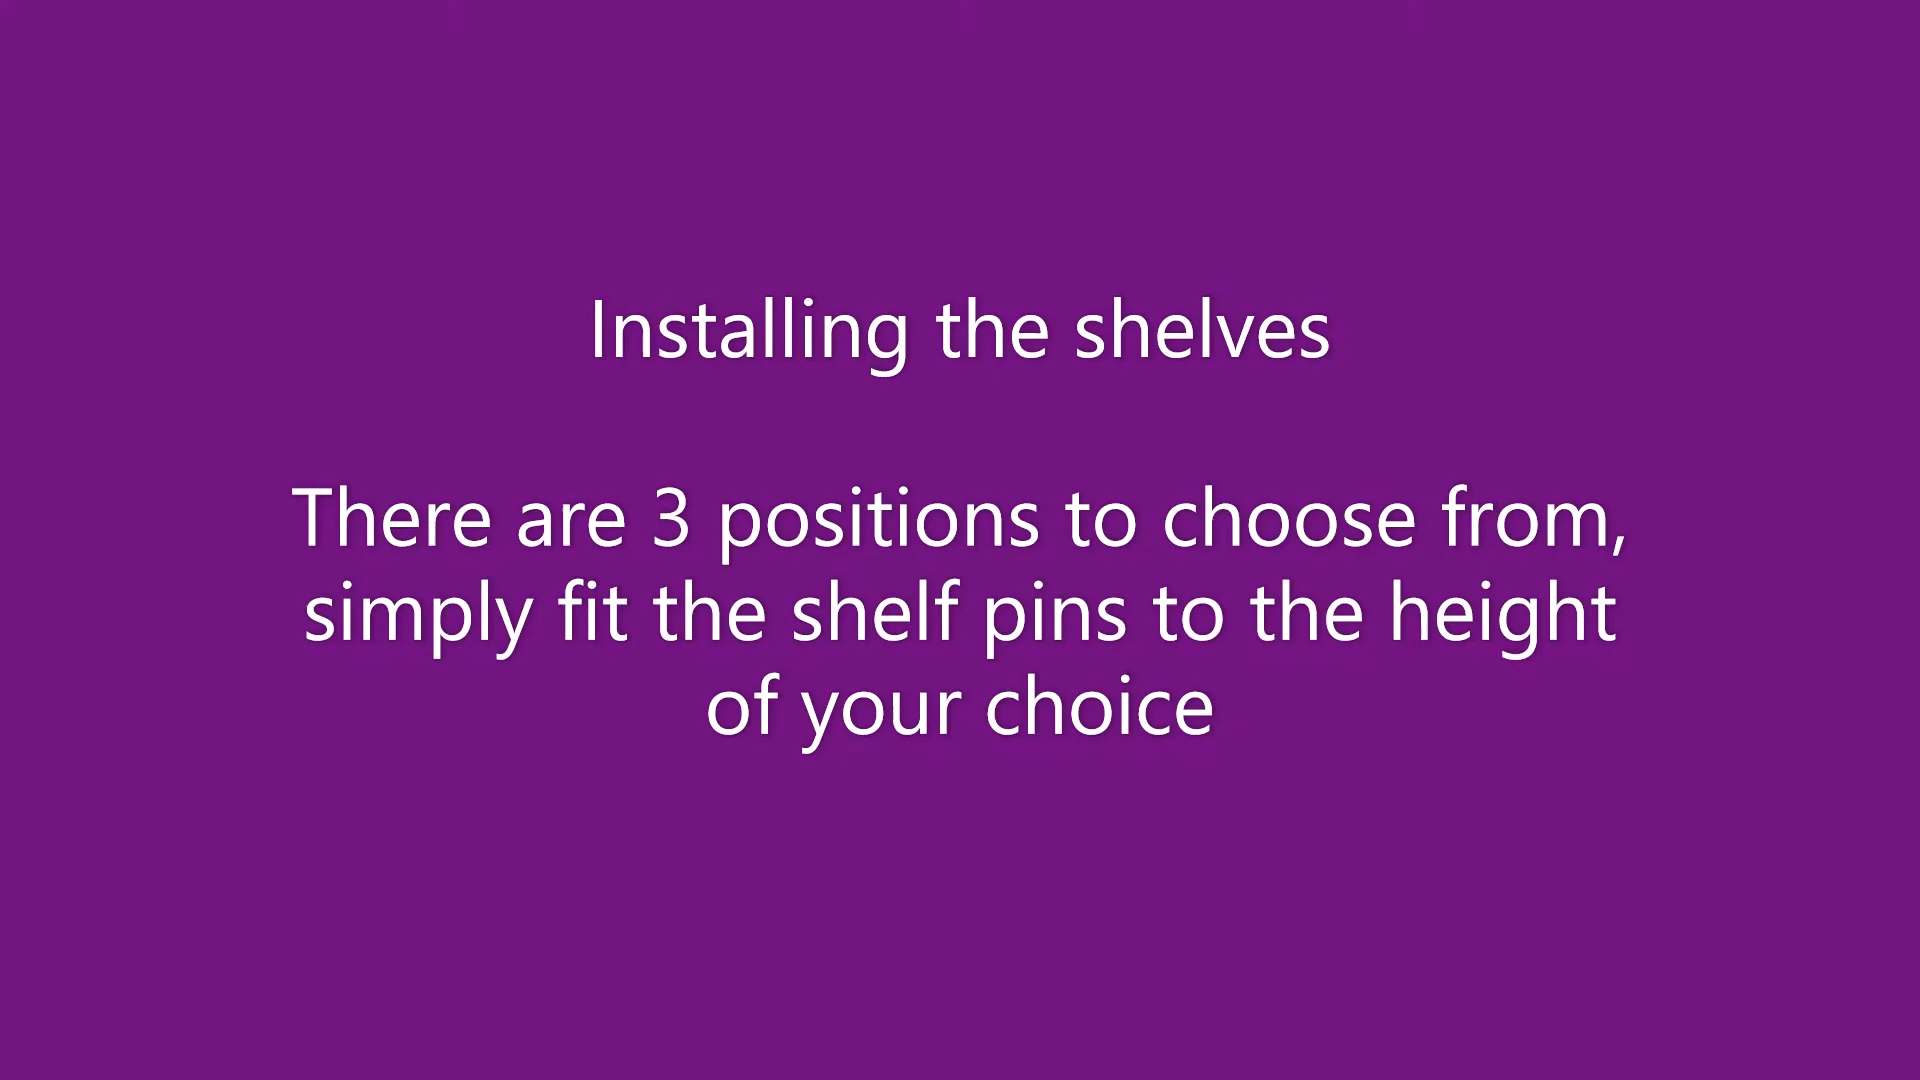 Installing the shelves
There are 3 positions to choose from,
simply fit the shelf pins to the height
of your choice